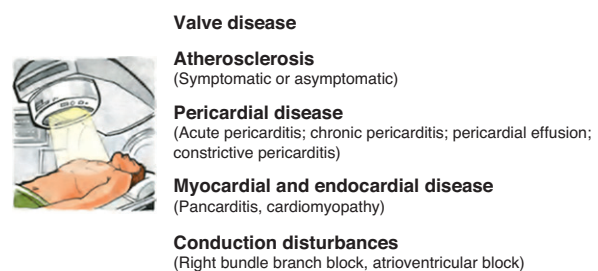 Valve disease
Atherosclerosis
(Symptomatic or asymptomatic)
Pericardial disease
(Acute pericarditis; chronic pericarditis; pericardial effusion;
constrictive pericarditis)
Myocardial and endocardial disease
(Pancarditis, cardiomyopathy)
Conduction disturbances
(Right bundle branch block, atrioventricular block)